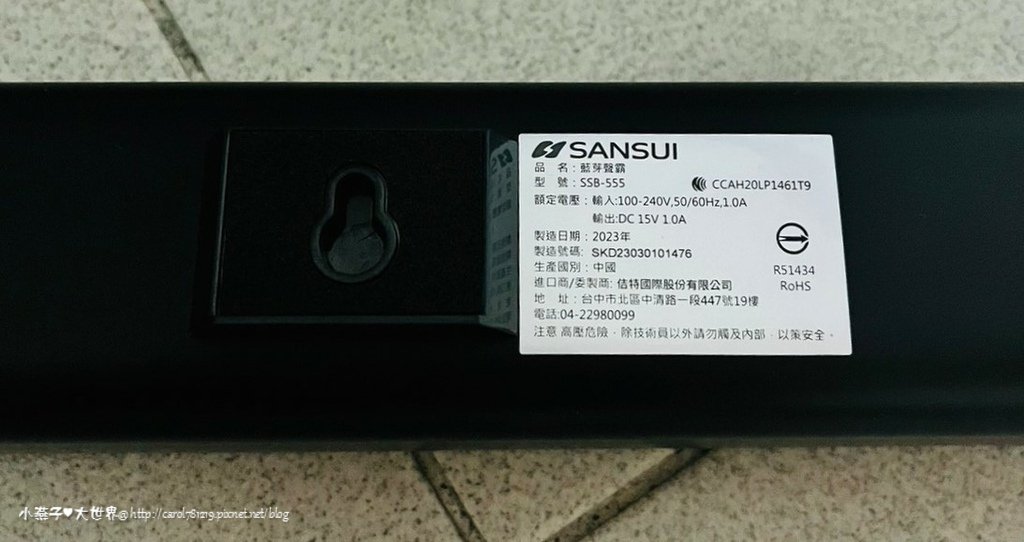 SANSUI
品　名：藍芽聲霸
型　號：SSB-555
CCAH20LP1461T9
額定電壓：輸入:100-240V,50/60Hz,1.0A
輸出:DC 15V 1.0A
製造日期：2023年
製造號碼: SKD23030101476
生產國別：中國
進口商/委製商: 佶特國際股份有限公司
地　址：台中市北區中清路一段447號19樓
電話:04-22980099
注意 高壓危險，除技術員以外請勿觸及內部，以策安全。
R51434
RoHS
小燕子♥大世界@http://carol781219.pixnet.net/blog